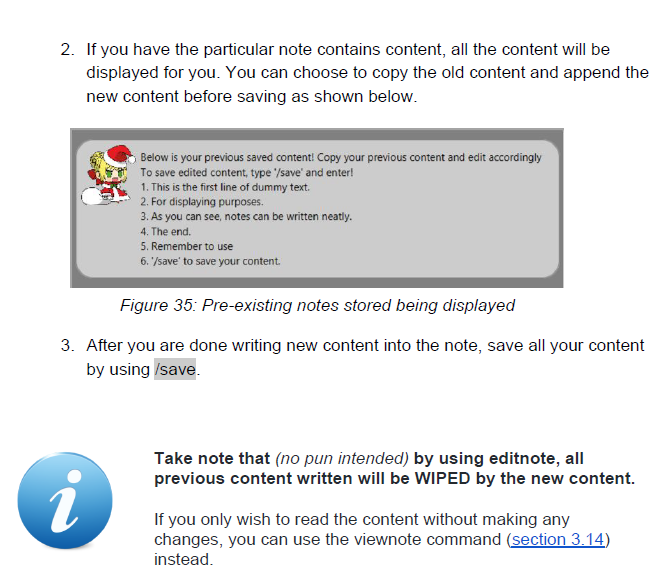 2. If you have the particular note contains content, all the content will be
displayed for you. You can choose to copy the old content and append the
new content before saving as shown below.
Below is your previous saved content! Copy your previous content and edit accordingly
To save edited content, type '/save' and enter!
1. This is the first line of dummy text.
2. For displaying purposes.
3. As you can see, notes can be written neatly.
4. The end.
5. Remember to use
6. '/save' to save your content.
Figure 35: Pre-existing notes stored being displayed
3. After you are done writing new content into the note, save all your content
by using /save.
Take note that (no pun intended) by using editnote, all
previous content written will be WIPED by the new content.
If you only wish to read the content without making any
changes, you can use the viewnote command (section 3.14)
instead.